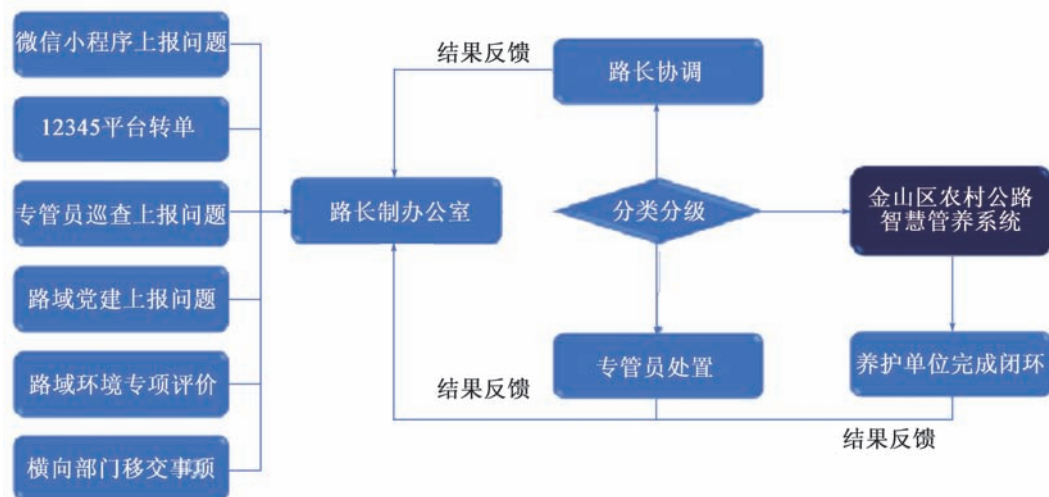 微信小程序上报问题
12345平台转单
专管员巡查上报问题
路域党建上报问题
路域环境专项评价
横向部门移交事项
路长制办公室
结果反馈
路长协调
分类分级
专管员处置
结果反馈
金山区农村公路
智慧管养系统
养护单位完成闭环
结果反馈